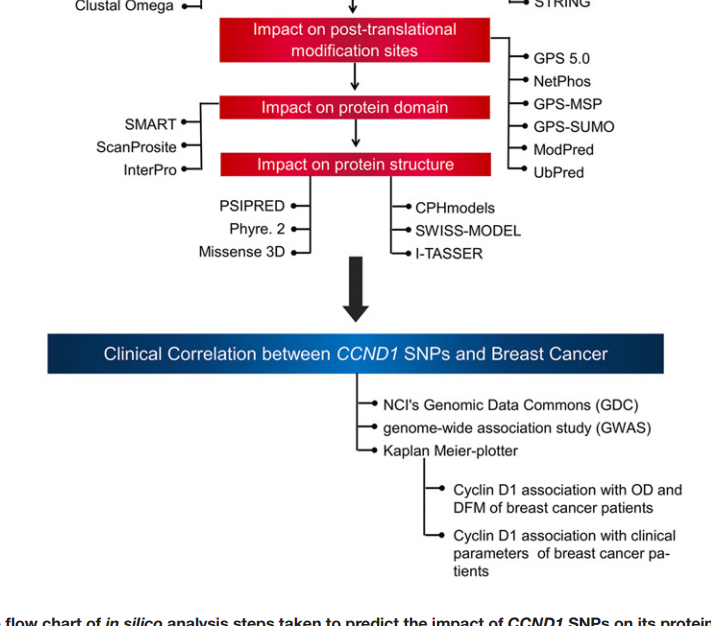 Clustal Omega
STRING
Impact on post-translational
modification sites
GPS 5.0
NetPhos
GPS-MSP
GPS-SUMO
ModPred
UbPred
Impact on protein domain
SMART
ScanProsite
InterPro
Impact on protein structure
PSIPRED
Phyre. 2
Missense 3D
CPHmodels
SWISS-MODEL
I-TASSER
Clinical Correlation between CCND1 SNPs and Breast Cancer
NCI's Genomic Data Commons (GDC)
genome-wide association study (GWAS)
Kaplan Meier-plotter
Cyclin D1 association with OD and
DFM of breast cancer patients
Cyclin D1 association with clinical
parameters of breast cancer pa-
tients
flow chart of in silico analysis steps taken to predict the impact of CCND1 SNPs on its protein